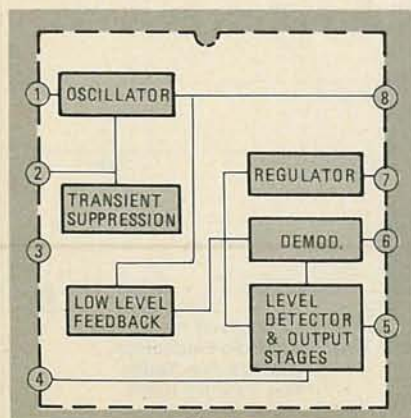 1
OSCILLATOR
8
2
TRANSIENT
SUPPRESSION
REGULATOR
7
3
DEMOD.
6
LOW LEVEL
FEEDBACK
LEVEL
DETECTOR
& OUTPUT
STAGES
5
4